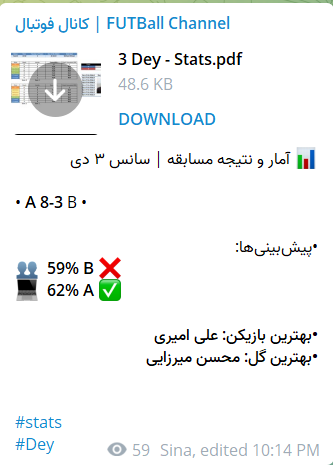 FUTBall Channel | کانال فوتبال
3 Dey - Stats.pdf
48.6 KB
DOWNLOAD
📊 آمار و نتیجه مسابقه | سانس ۳ دی
• A 8-3 B •
•پیش‌بینی‌ها:
👥 59% B ❌
💻 62% A ✅
•بهترین بازیکن: علی امیری
•بهترین گل: محسن میرزایی
#stats
#Dey
59 Sina, edited 10:14 PM